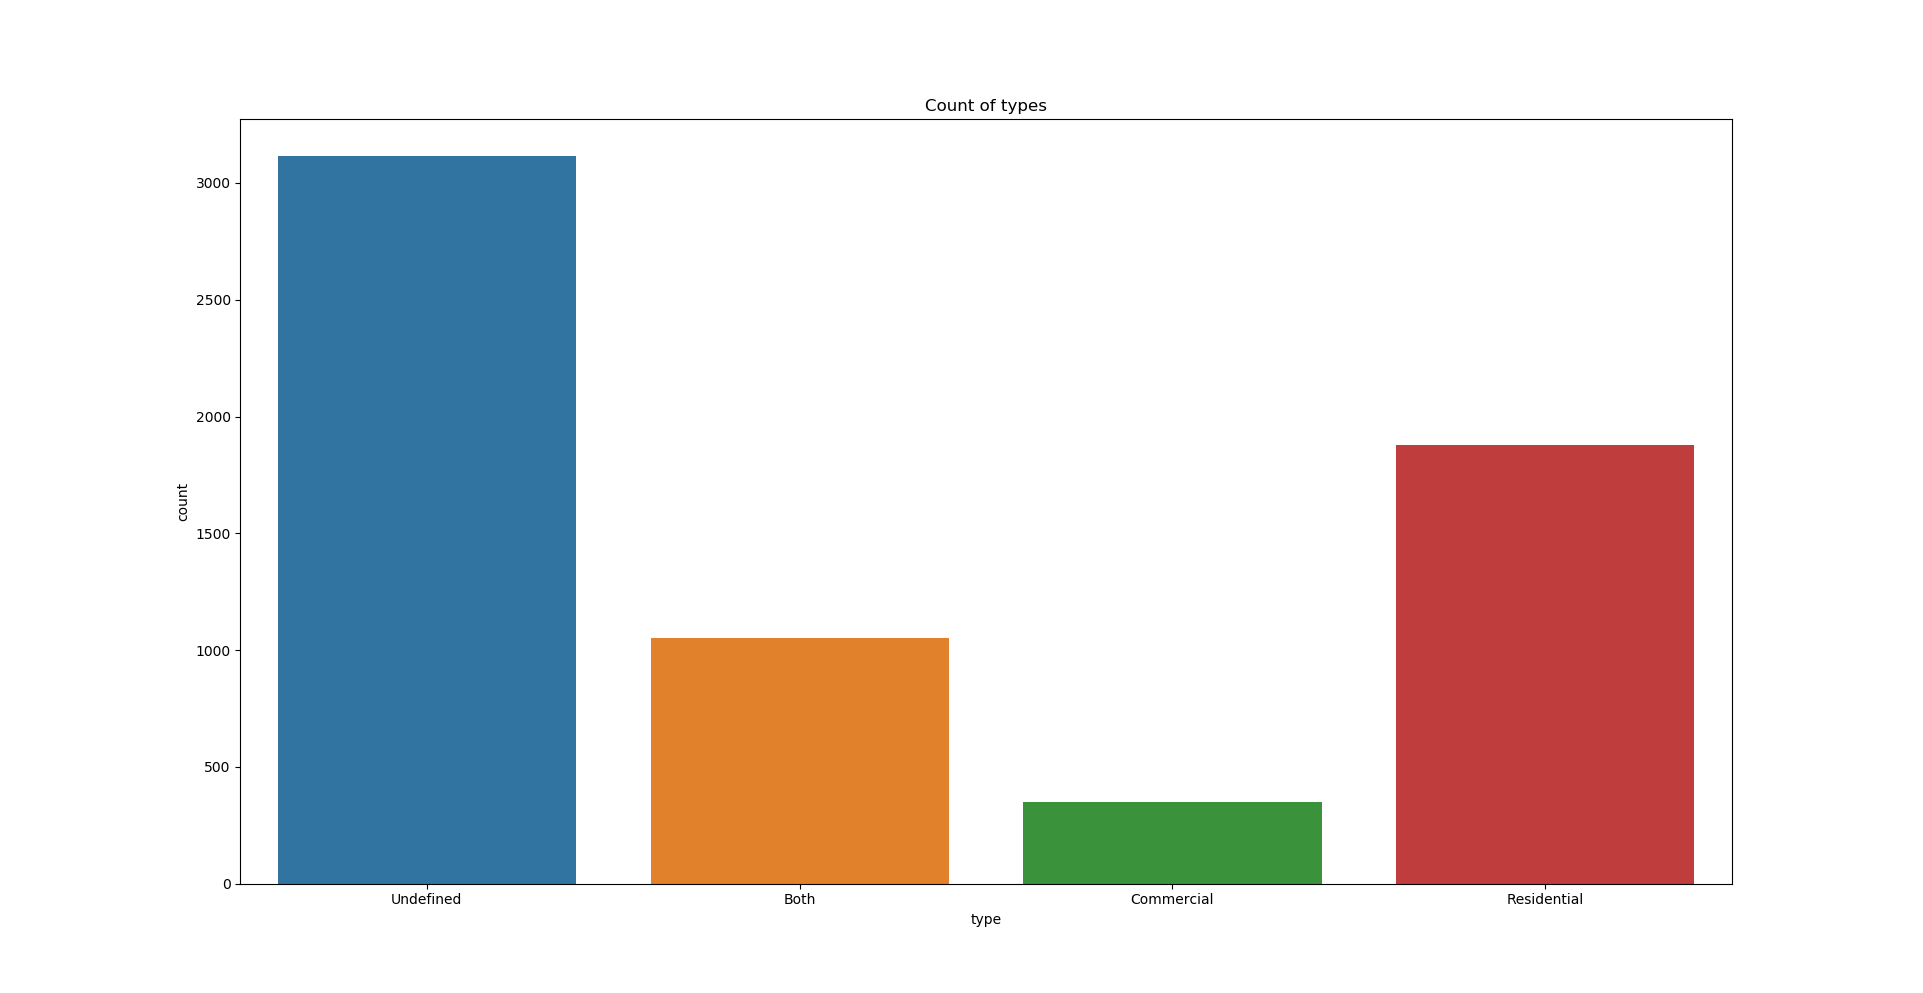 Count of types
3000
2500
2000
1500
1000
500
0
count
Undefined
Both
Commercial
Residential
type